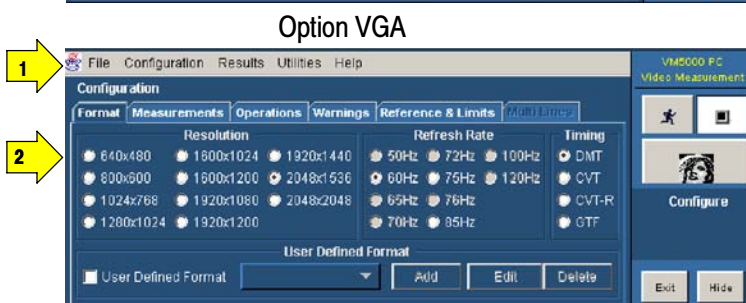 Option VGA
1
File Configuration Results Utilities Help
VM5000 PC
Video Measurement
Configuration
Format Measurements Operations Warnings Reference & Limits Multi Lines
2
Resolution Refresh Rate Timing
640x480 1600x1024 1920x1440 50Hz 72Hz 100Hz DMT
800x600 1600x1200 2048x1536 60Hz 75Hz 120Hz CVT
1024x768 1920x1080 2048x2048 65Hz 76Hz CVT-R
1280x1024 1920x1200 70Hz 85Hz GTF
Configure
User Defined Format
User Defined Format Add Edit Delete
Exit Hide